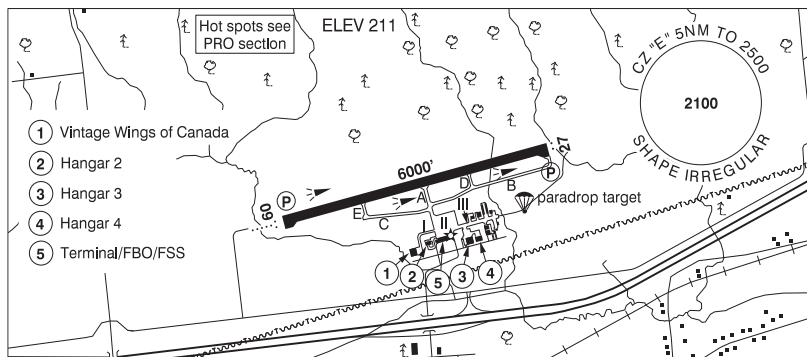 Hot spots see
PRO section
ELEV 211
CZ "E" 5NM TO 2500
2100
SHAPE IRREGULAR
1 Vintage Wings of Canada
2 Hangar 2
3 Hangar 3
4 Hangar 4
5 Terminal/FBO/FSS
6000'
27
09
P
P
A
D
B
E
C
paradrop target
I
II
III
1
2
5
3
4